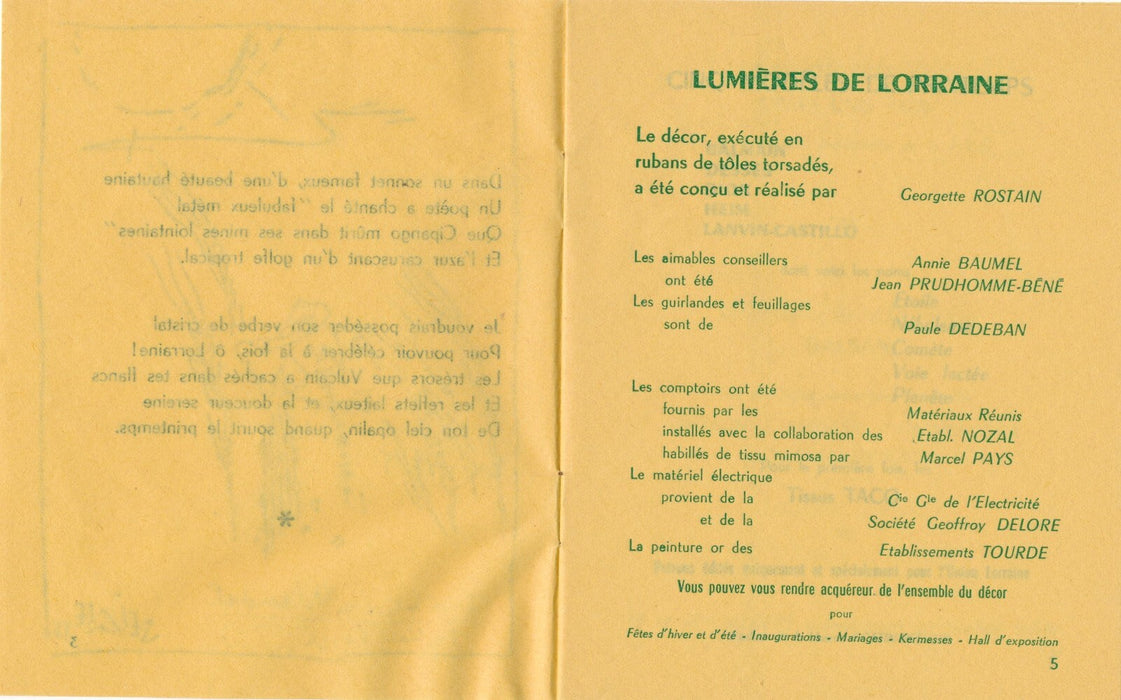 Dans un sonnet fameux, d'une beauté hautaine
Un poète a chanté le "fabuleux métal
Que Cipango mûrit dans ses mines lointaines"
Et l'azur caruscant d'un golfe tropical.
Je voudrais posséder son verbe de cristal
Pour pouvoir célébrer à la fois, ô Lorraine!
Les trésors que Vulcain a cachés dans tes flancs
Et les reflets laiteux, et la douceur sereine
De ton ciel opalin, quand sourit le printemps.
*
3
LUMIÈRES DE LORRAINE
Le décor, exécuté en
rubans de tôles torsadés,
a été conçu et réalisé par Georgette ROSTAIN
Les aimables conseillers Annie BAUMEL
ont été Jean PRUDHOMME-BÉNÉ
Les guirlandes et feuillages
sont de Paule DEDEBAN
Les comptoirs ont été
fournis par les Matériaux Réunis
installés avec la collaboration des Etabl. NOZAL
habillés de tissu mimosa par Marcel PAYS
Le matériel électrique
provient de la Cie Gle de l'Electricité
et de la Société Geoffroy DELORE
La peinture or des Etablissements TOURDE
Vous pouvez vous rendre acquéreur de l'ensemble du décor
pour
Fêtes d'hiver et d'été - Inaugurations - Mariages - Kermesses - Hall d'exposition
5